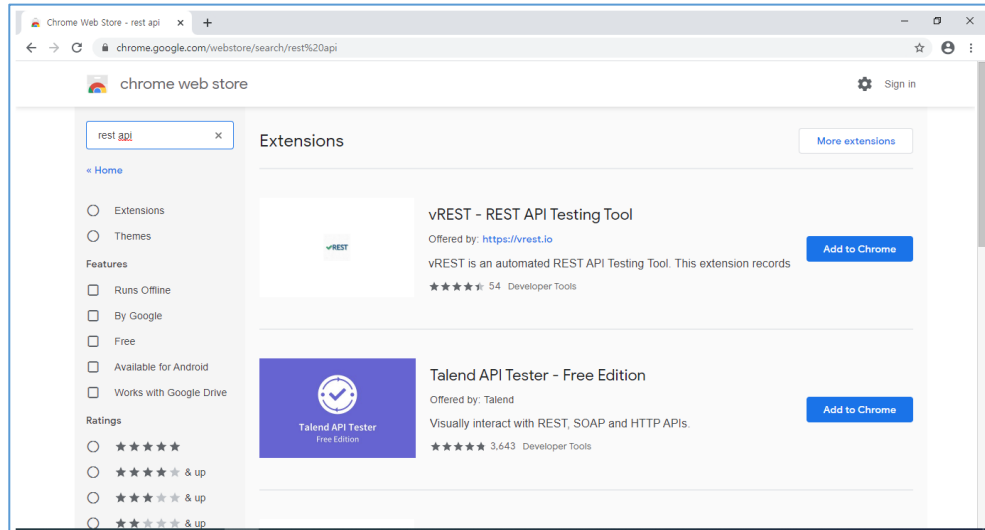 Chrome Web Store - rest api
chrome.google.com/webstore/search/rest%20api
chrome web store
Sign in
rest api
« Home
Extensions
Themes
Features
Runs Offline
By Google
Free
Available for Android
Works with Google Drive
Ratings
& up
& up
& up
Extensions
More extensions
vREST
vREST - REST API Testing Tool
Offered by: https://vrest.io
vREST is an automated REST API Testing Tool. This extension records
54 Developer Tools
Add to Chrome
Talend API Tester
Free Edition
Talend API Tester - Free Edition
Offered by: Talend
Visually interact with REST, SOAP and HTTP APIs.
3,643 Developer Tools
Add to Chrome